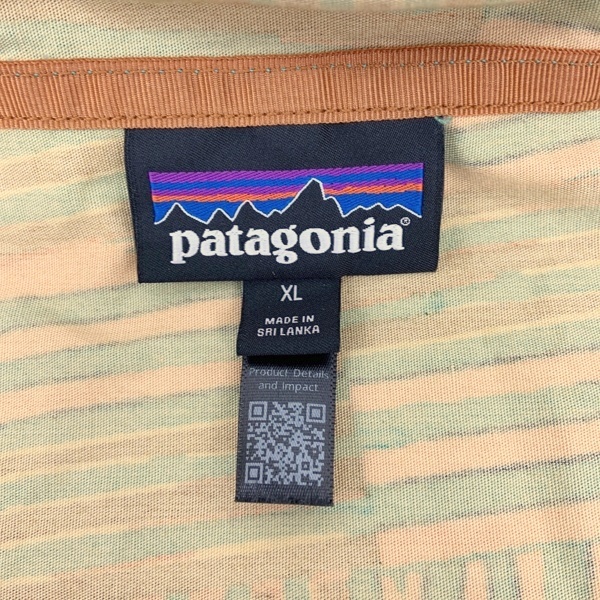 patagonia®
XL
MADE IN
SRI LANKA
Product Details
and Impact